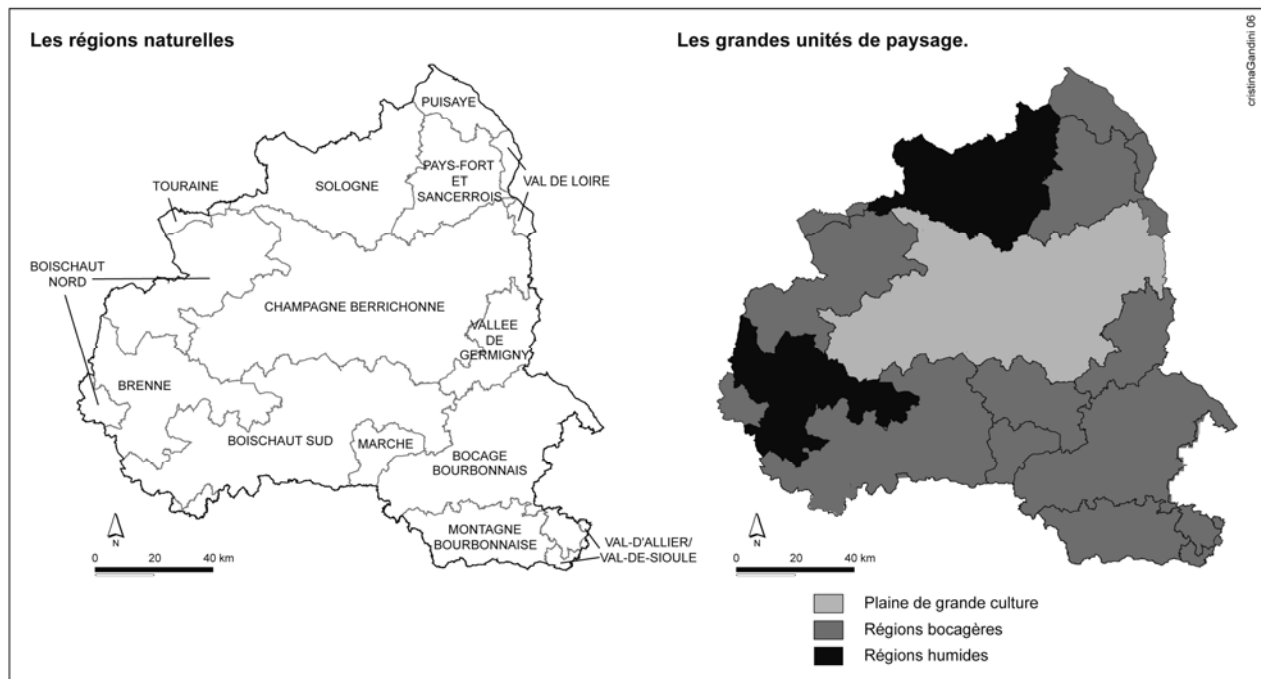 Les régions naturelles
PUISAYE
PAYS-FORT
ET
SANCERROIS
VAL DE LOIRE
TOURAINE
SOLOGNE
BOISCHAUT
NORD
CHAMPAGNE BERRICHONNE
VALLEE
DE
GERMIGNY
BRENNE
BOISCHAUT SUD
MARCHE
BOCAGE
BOURBONNAIS
MONTAGNE
BOURBONNAISE
VAL-D'ALLIER/
VAL-DE-SIOULE
N
0 20 40 km
Les grandes unités de paysage.
cristinaGandini 06
N
0 20 40 km
Plaine de grande culture
Régions bocagères
Régions humides